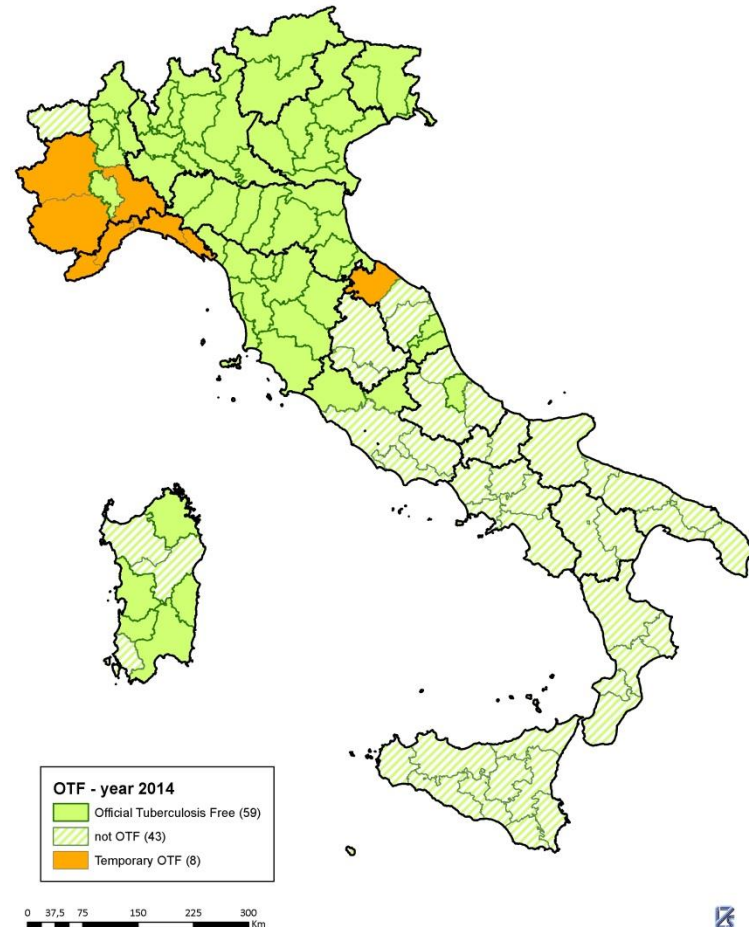 OTF - year 2014
Official Tuberculosis Free (59)
not OTF (43)
Temporary OTF (8)
0 37,5 75 150 225 300
Km